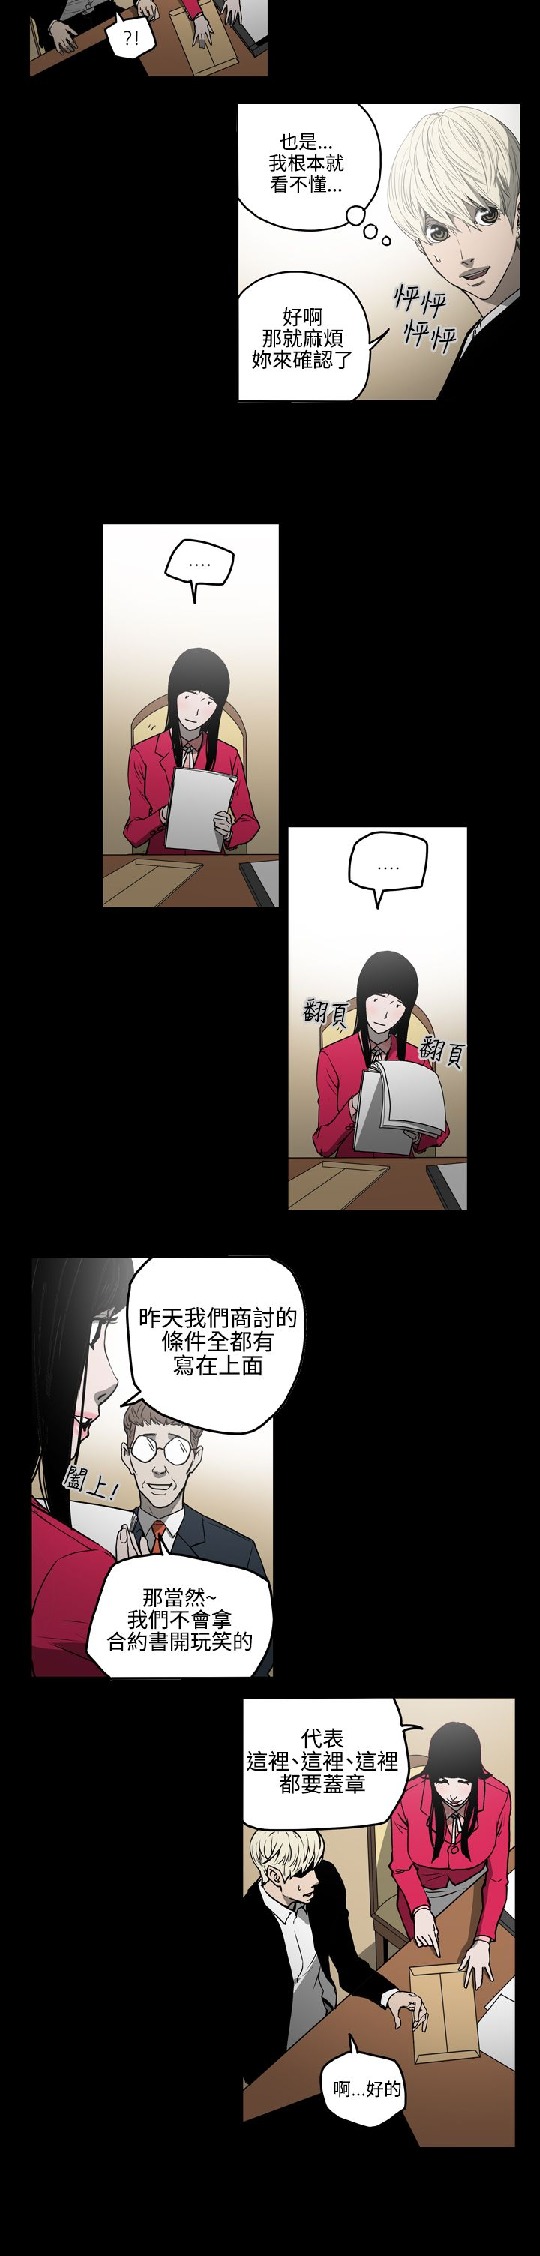 ?!
也是...
我根本就
看不懂...
好啊
那就麻煩
妳來確認了
怦怦
怦怦
....
....
翻頁
翻頁
昨天我們商討的
條件全都有
寫在上面
闔上!
那當然~
我們不會拿
合約書開玩笑的
代表
這裡、這裡、這裡
都要蓋章
啊...好的